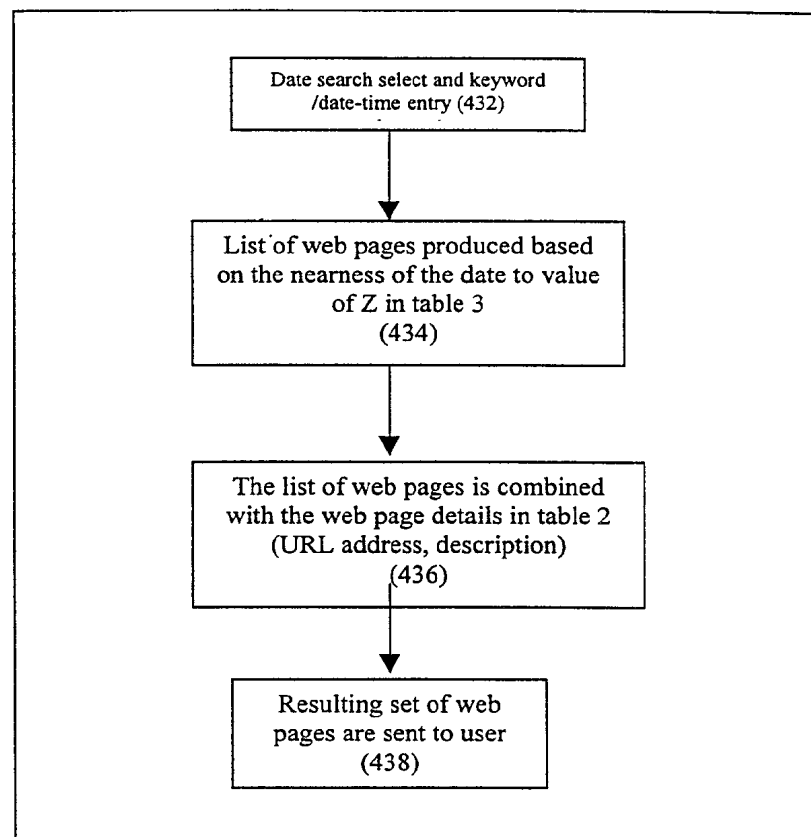 Date search select and keyword
/date-time entry (432)
List of web pages produced based
on the nearness of the date to value
of Z in table 3
(434)
The list of web pages is combined
with the web page details in table 2
(URL address, description)
(436)
Resulting set of web
pages are sent to user
(438)